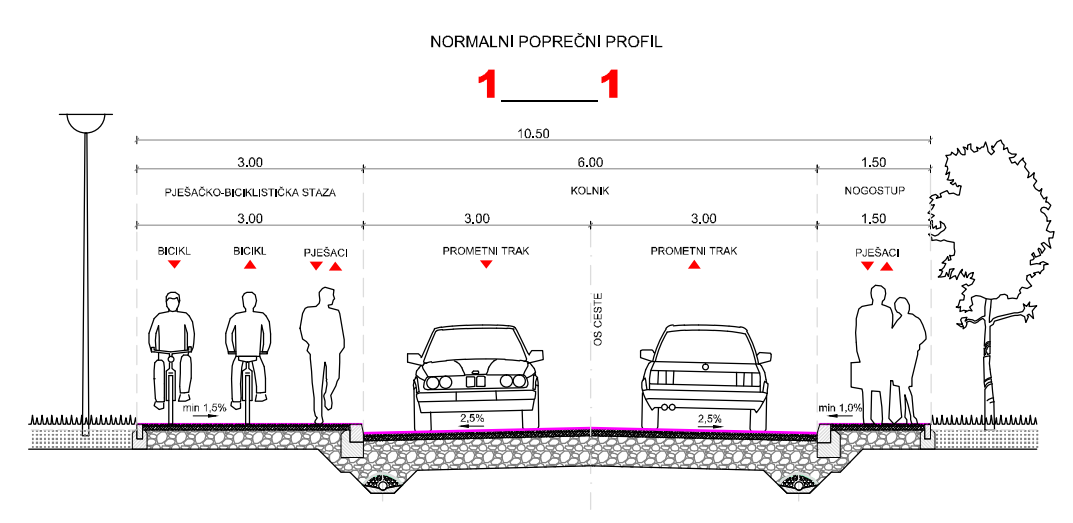 NORMALNI POPREČNI PROFIL
1 1
10.50
3.00 6.00 1.50
PJEŠAČKO-BICIKLISTIČKA STAZA KOLNIK NOGOSTUP
3.00 3.00 3.00 1.50
BICIKL BICIKL PJEŠACI PROMETNI TRAK PROMETNI TRAK PJEŠACI
OS CESTE
min 1,5% 2,5% 2,5% min 1,0%